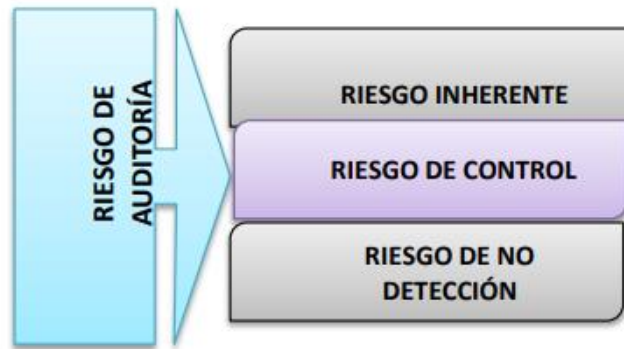 RIESGO DE
AUDITORÍA
RIESGO INHERENTE
RIESGO DE CONTROL
RIESGO DE NO
DETECCIÓN